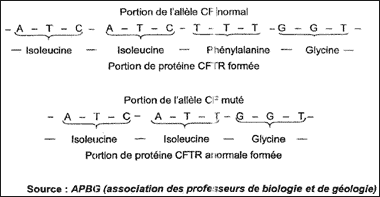 Portion de l'allèle CF normal
- A - T - C - A - T - C - T - T - T - G - G - T -
— Isoleucine — Isoleucine — Phénylalanine — Glycine —
Portion de protéine CFTR formée
Portion de l'allèle CF muté
- A - T - C - A - T - T - G - G - T -
— Isoleucine — Isoleucine — Glycine —
Portion de protéine CFTR anormale formée
Source : APBG (association des professeurs de biologie et de géologie)